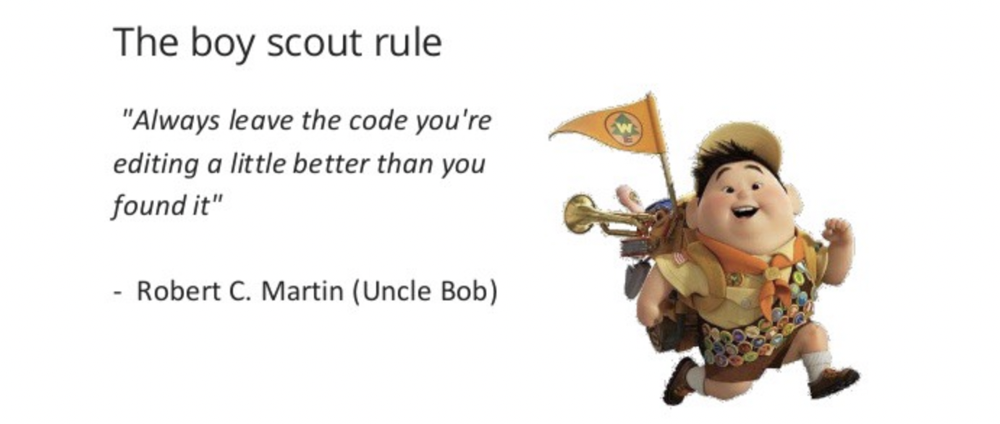 The boy scout rule
"Always leave the code you're
editing a little better than you
found it"
- Robert C. Martin (Uncle Bob)
W
E